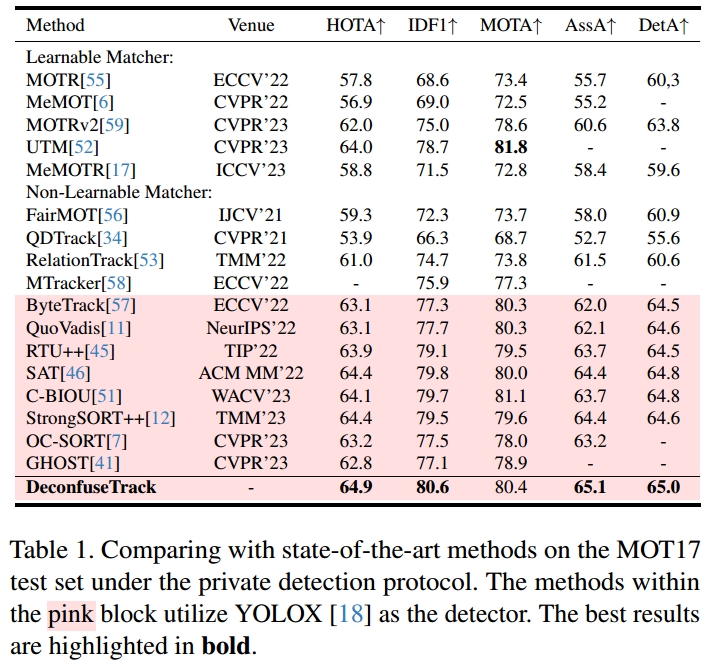 Method Venue HOTA↑ IDF1↑ MOTA↑ AssA↑ DetA↑
Learnable Matcher:
MOTR[55] ECCV'22 57.8 68.6 73.4 55.7 60,3
MeMOT[6] CVPR'22 56.9 69.0 72.5 55.2 -
MOTRv2[59] CVPR'23 62.0 75.0 78.6 60.6 63.8
UTM[52] CVPR'23 64.0 78.7 81.8 - -
MeMOTR[17] ICCV'23 58.8 71.5 72.8 58.4 59.6
Non-Learnable Matcher:
FairMOT[56] IJCV'21 59.3 72.3 73.7 58.0 60.9
QDTrack[34] CVPR'21 53.9 66.3 68.7 52.7 55.6
RelationTrack[53] TMM'22 61.0 74.7 73.8 61.5 60.6
MTracker[58] ECCV'22 - 75.9 77.3 - -
ByteTrack[57] ECCV'22 63.1 77.3 80.3 62.0 64.5
QuoVadis[11] NeurIPS'22 63.1 77.7 80.3 62.1 64.6
RTU++[45] TIP'22 63.9 79.1 79.5 63.7 64.5
SAT[46] ACM MM'22 64.4 79.8 80.0 64.4 64.8
C-BIOU[51] WACV'23 64.1 79.7 81.1 63.7 64.8
StrongSORT++[12] TMM'23 64.4 79.5 79.6 64.4 64.6
OC-SORT[7] CVPR'23 63.2 77.5 78.0 63.2 -
GHOST[41] CVPR'23 62.8 77.1 78.9 - -
DeconfuseTrack - 64.9 80.6 80.4 65.1 65.0
Table 1. Comparing with state-of-the-art methods on the MOT17
test set under the private detection protocol. The methods within
the pink block utilize YOLOX [18] as the detector. The best results
are highlighted in bold.